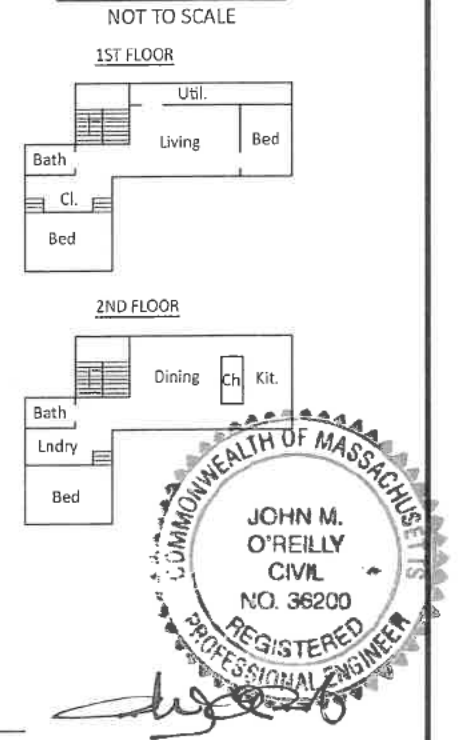 NOT TO SCALE
1ST FLOOR
Util.
Living
Bed
Bath
Cl.
Bed
2ND FLOOR
Dining
Ch
Kit.
Bath
Lndry
Bed
COMMONWEALTH OF MASSACHUSETTS
JOHN M.
O'REILLY
CIVIL
NO. 36200
REGISTERED
PROFESSIONAL ENGINEER